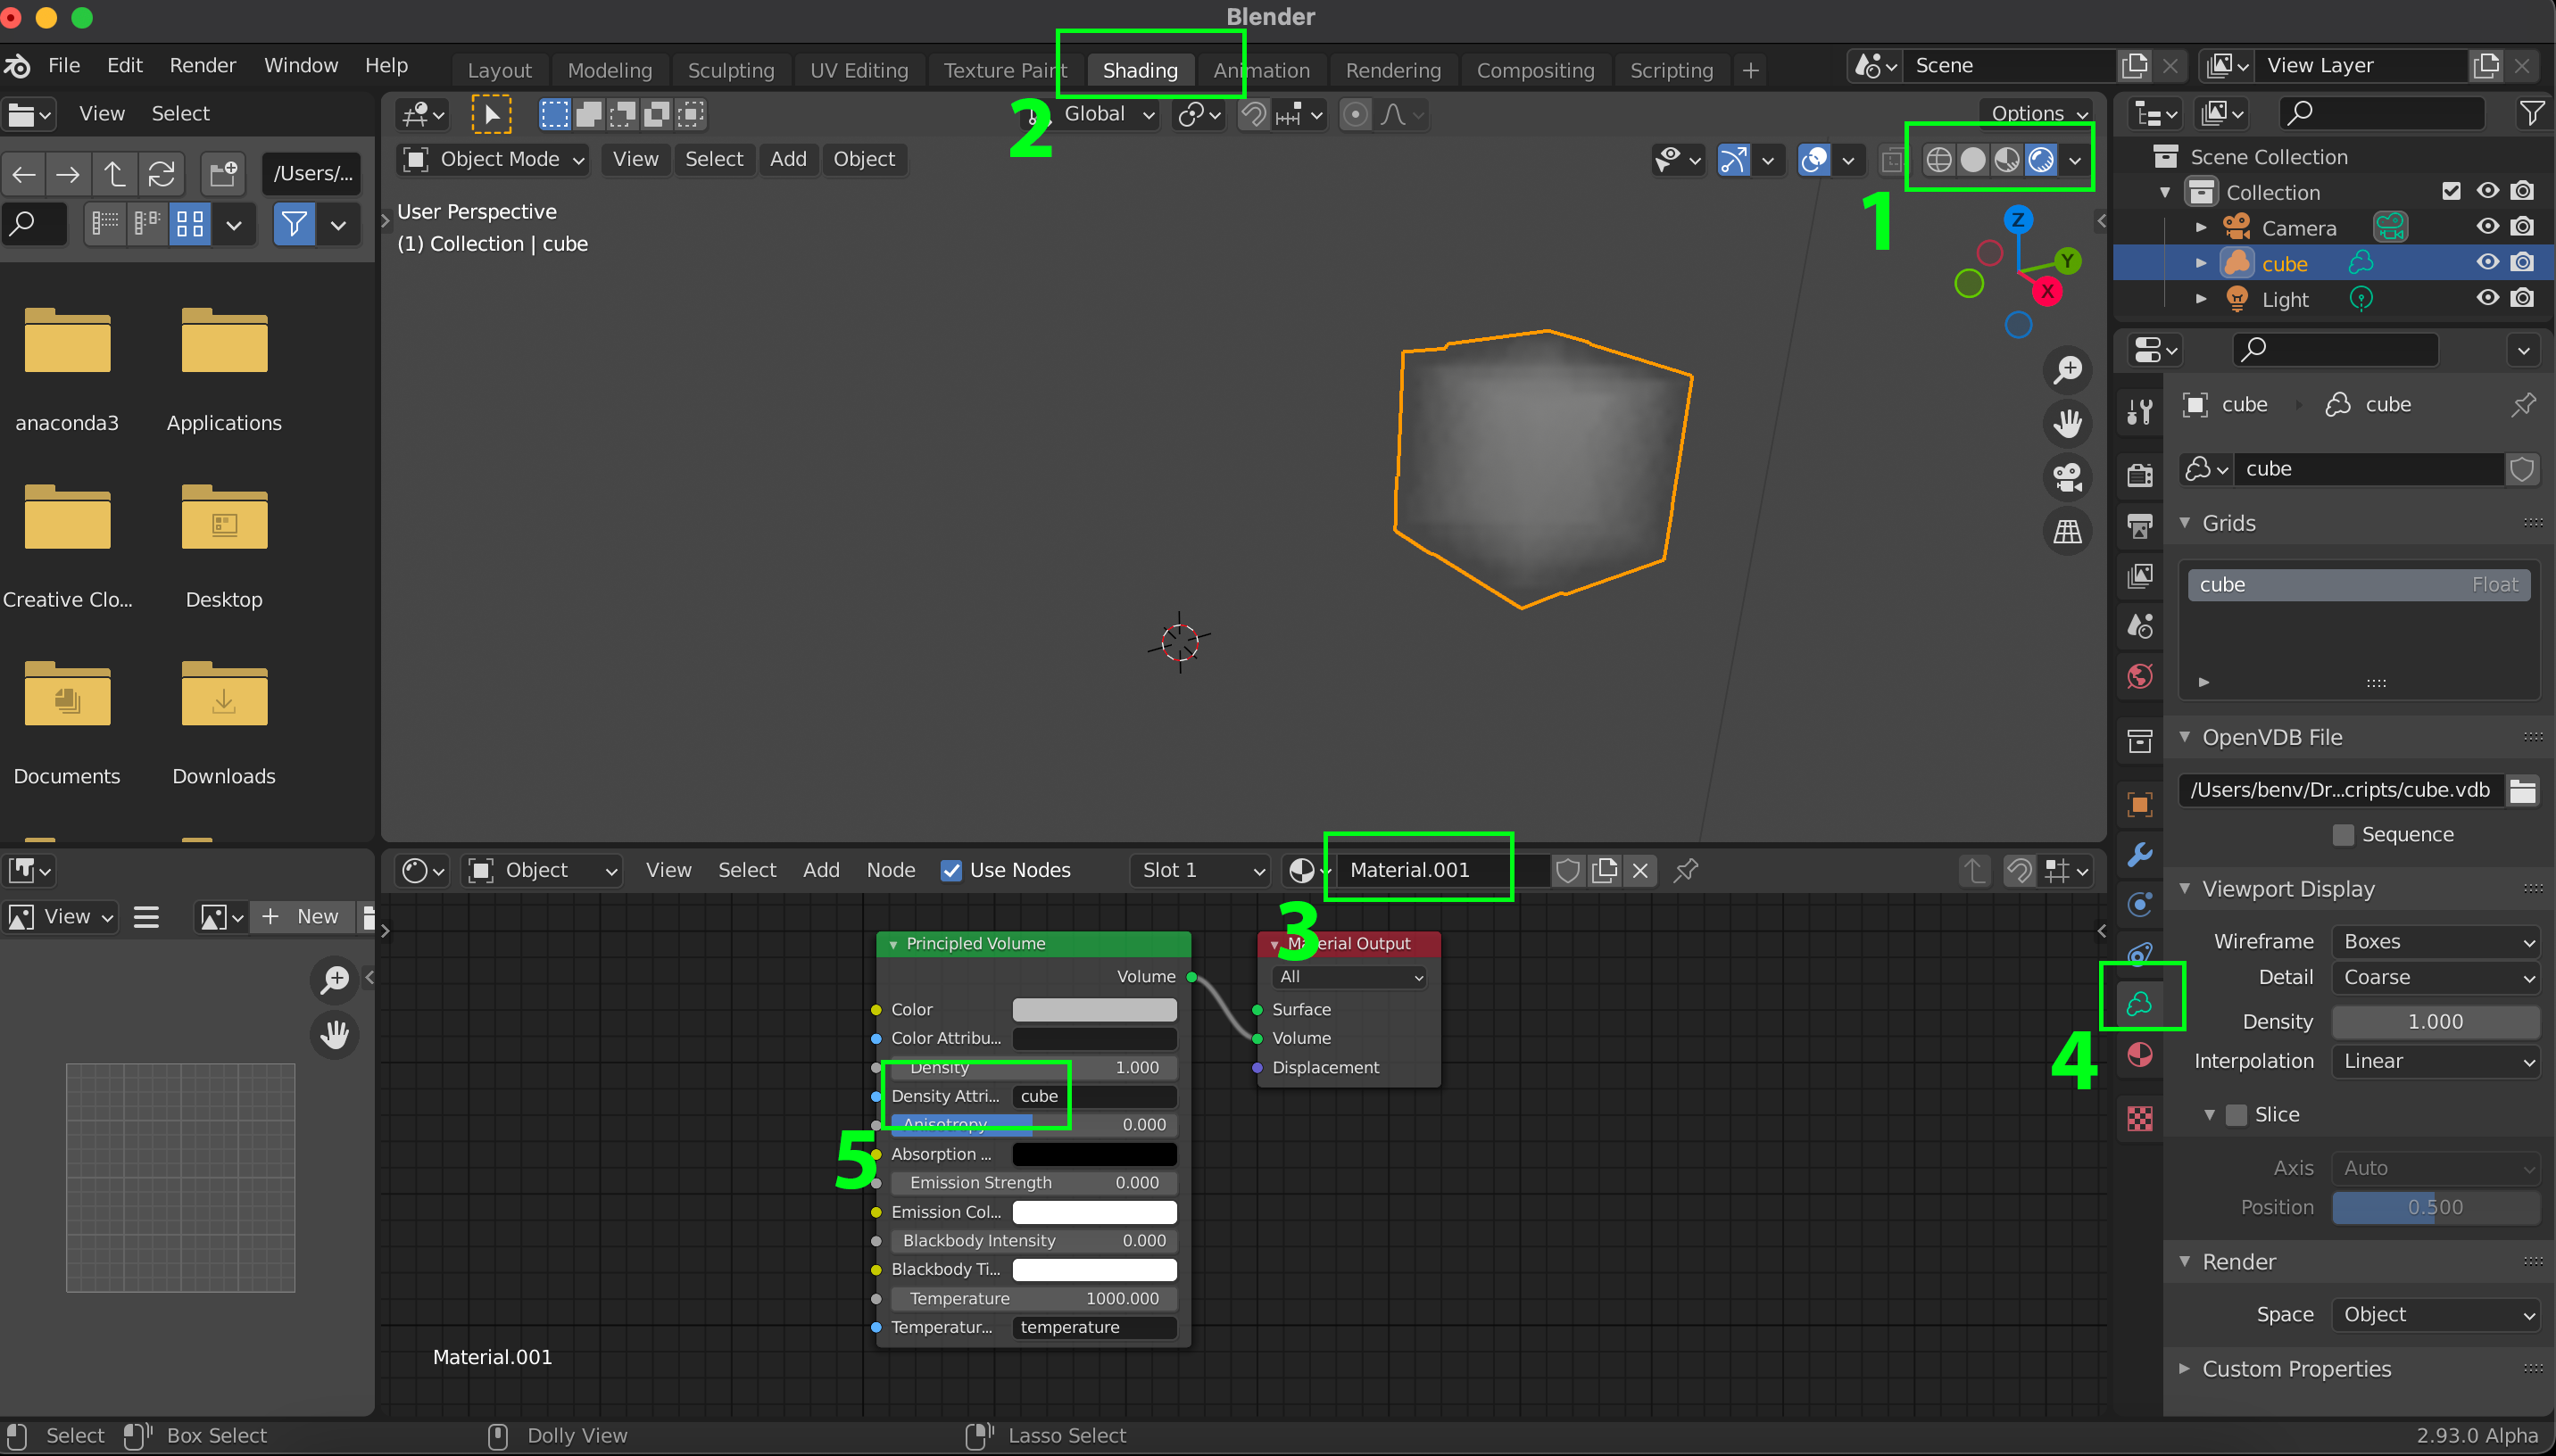 Blender
File Edit Render Window Help
Layout Modeling Sculpting UV Editing Texture Paint Shading Animation Rendering Compositing Scripting
Scene
View Layer
View Select
Global
Options
2
/Users/...
Object Mode View Select Add Object
1
User Perspective
(1) Collection | cube
Z
Y
X
anaconda3 Applications
Creative Clo... Desktop
Documents Downloads
Scene Collection
Collection
Camera
cube
Light
cube cube
cube
Grids
cube Float
OpenVDB File
/Users/benv/Dr...cripts/cube.vdb
Sequence
Viewport Display
Wireframe Boxes
Detail Coarse
Density 1.000
Interpolation Linear
Slice
Axis Auto
Position 0.500
Render
Space Object
Custom Properties
4
Object View Select Add Node Use Nodes Slot 1 Material.001
View New
3
Principled Volume
Volume
Color
Color Attribu...
Density 1.000
Density Attri... cube
Anisotropy 0.000
5
Absorption ...
Emission Strength 0.000
Emission Col...
Blackbody Intensity 0.000
Blackbody Ti...
Temperature 1000.000
Temperatur... temperature
Material Output
All
Surface
Volume
Displacement
Material.001
Select Box Select Dolly View Lasso Select 2.93.0 Alpha